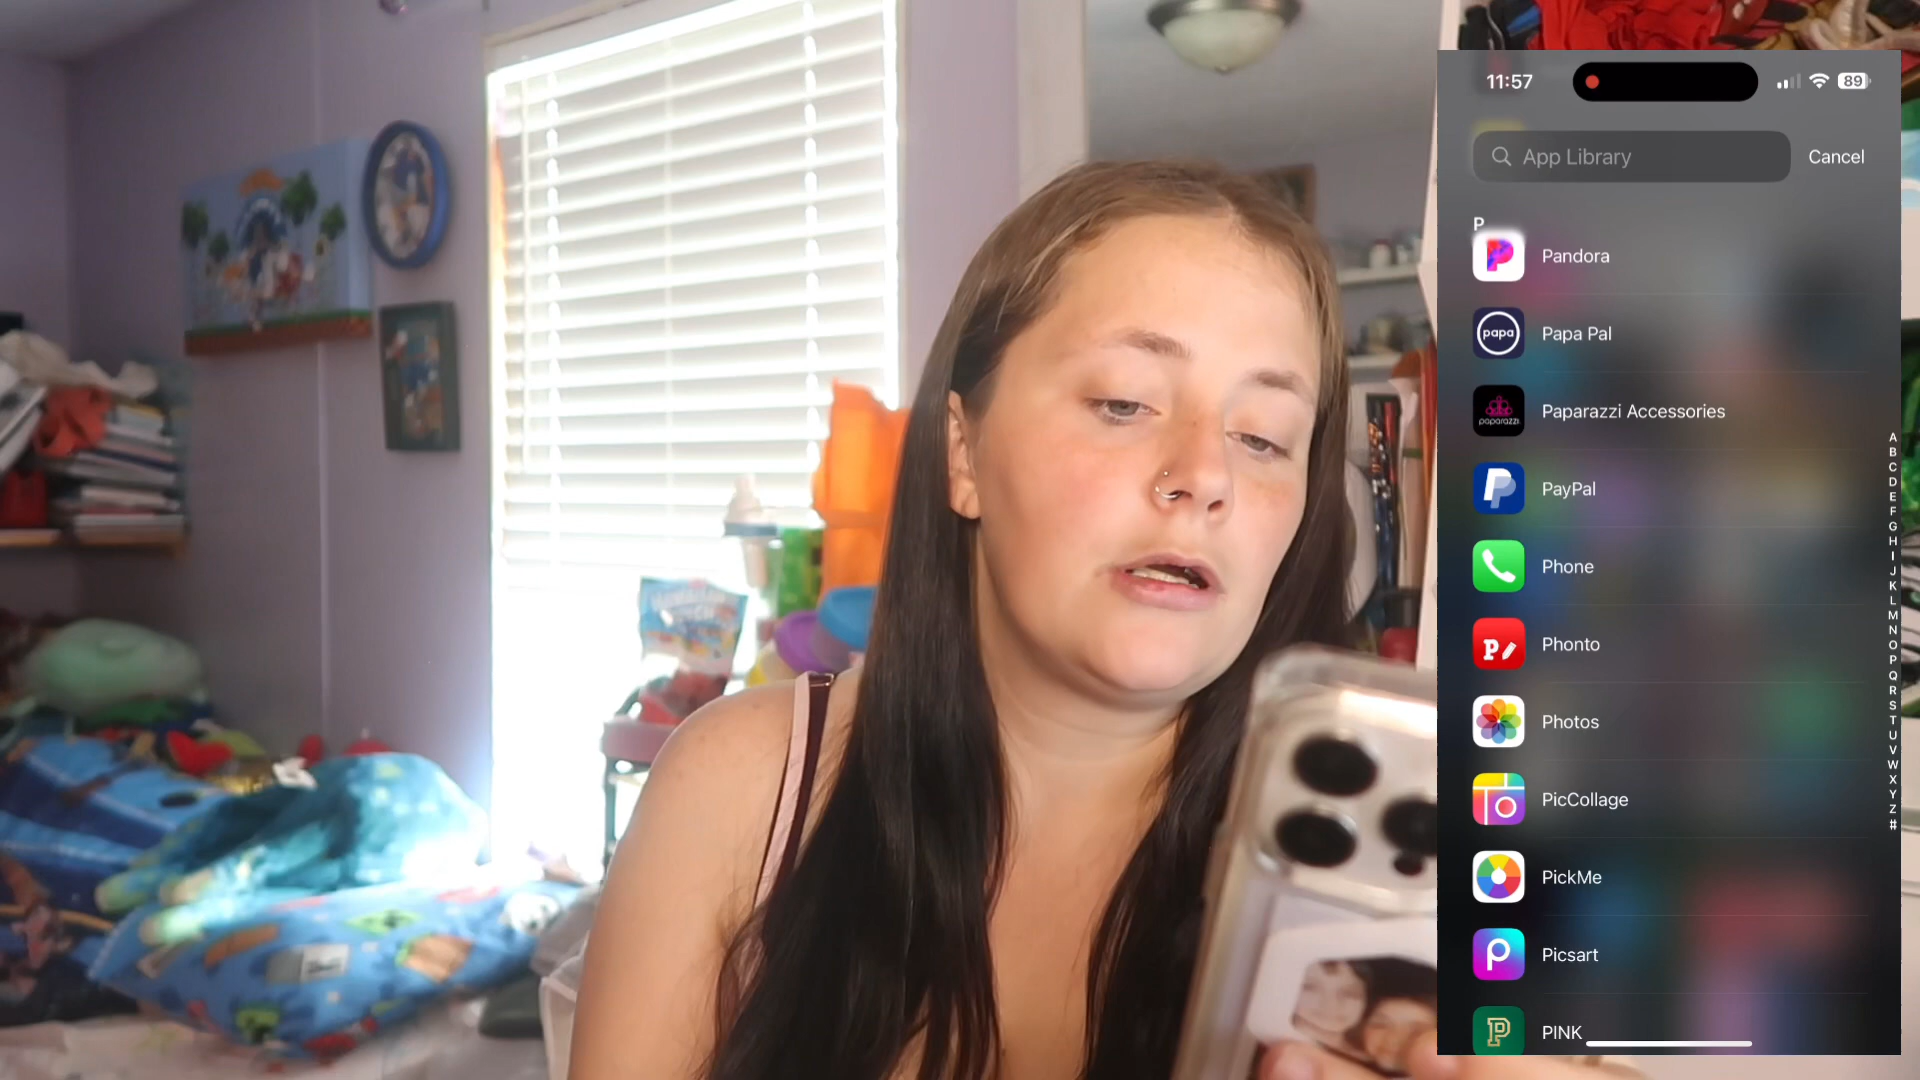 11:57
89
App Library
Cancel
P
Pandora
papa
Papa Pal
paparazzi
Paparazzi Accessories
PayPal
Phone
Phonto
Photos
PicCollage
PickMe
Picsart
PINK
A
B
C
D
E
F
G
H
I
J
K
L
M
N
O
P
Q
R
S
T
U
V
W
X
Y
Z
#